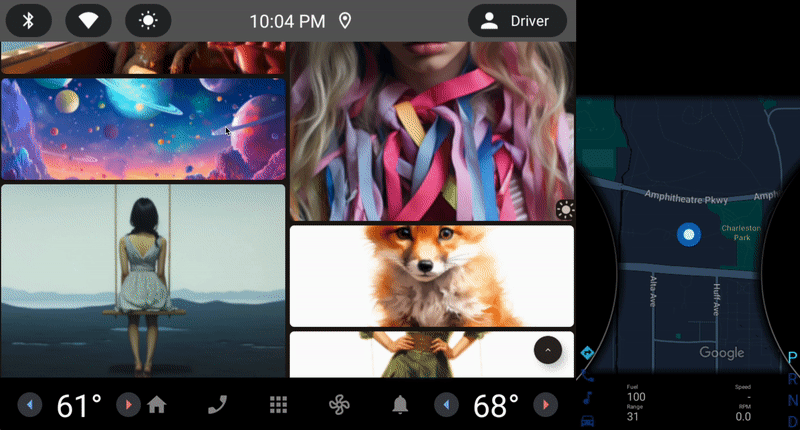 10:04 PM
Driver
Amphitheatre Pkwy
Amph
Charleston
Park
Alta-Ave
Huff-Ave
Google
P
R
N
D
Fuel
100
Range
31
Speed
-
RPM
0.0
61°
68°